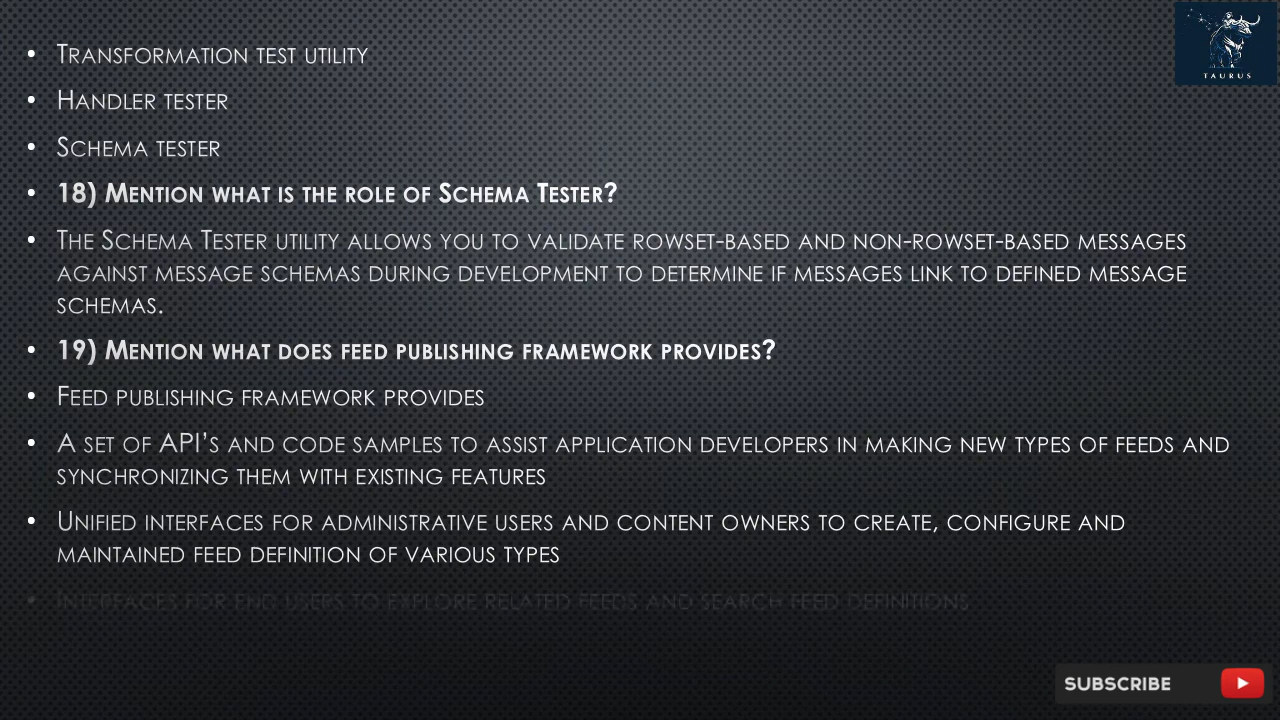 TAURUS
• Transformation test utility
• Handler tester
• Schema tester
• 18) Mention what is the role of Schema Tester?
• The Schema Tester utility allows you to validate rowset-based and non-rowset-based messages
against message schemas during development to determine if messages link to defined message
schemas.
• 19) Mention what does feed publishing framework provides?
• Feed publishing framework provides
• A set of API’s and code samples to assist application developers in making new types of feeds and
synchronizing them with existing features
• Unified interfaces for administrative users and content owners to create, configure and
maintained feed definition of various types
• Interfaces for end users to explore related feeds and search feed definitions
SUBSCRIBE